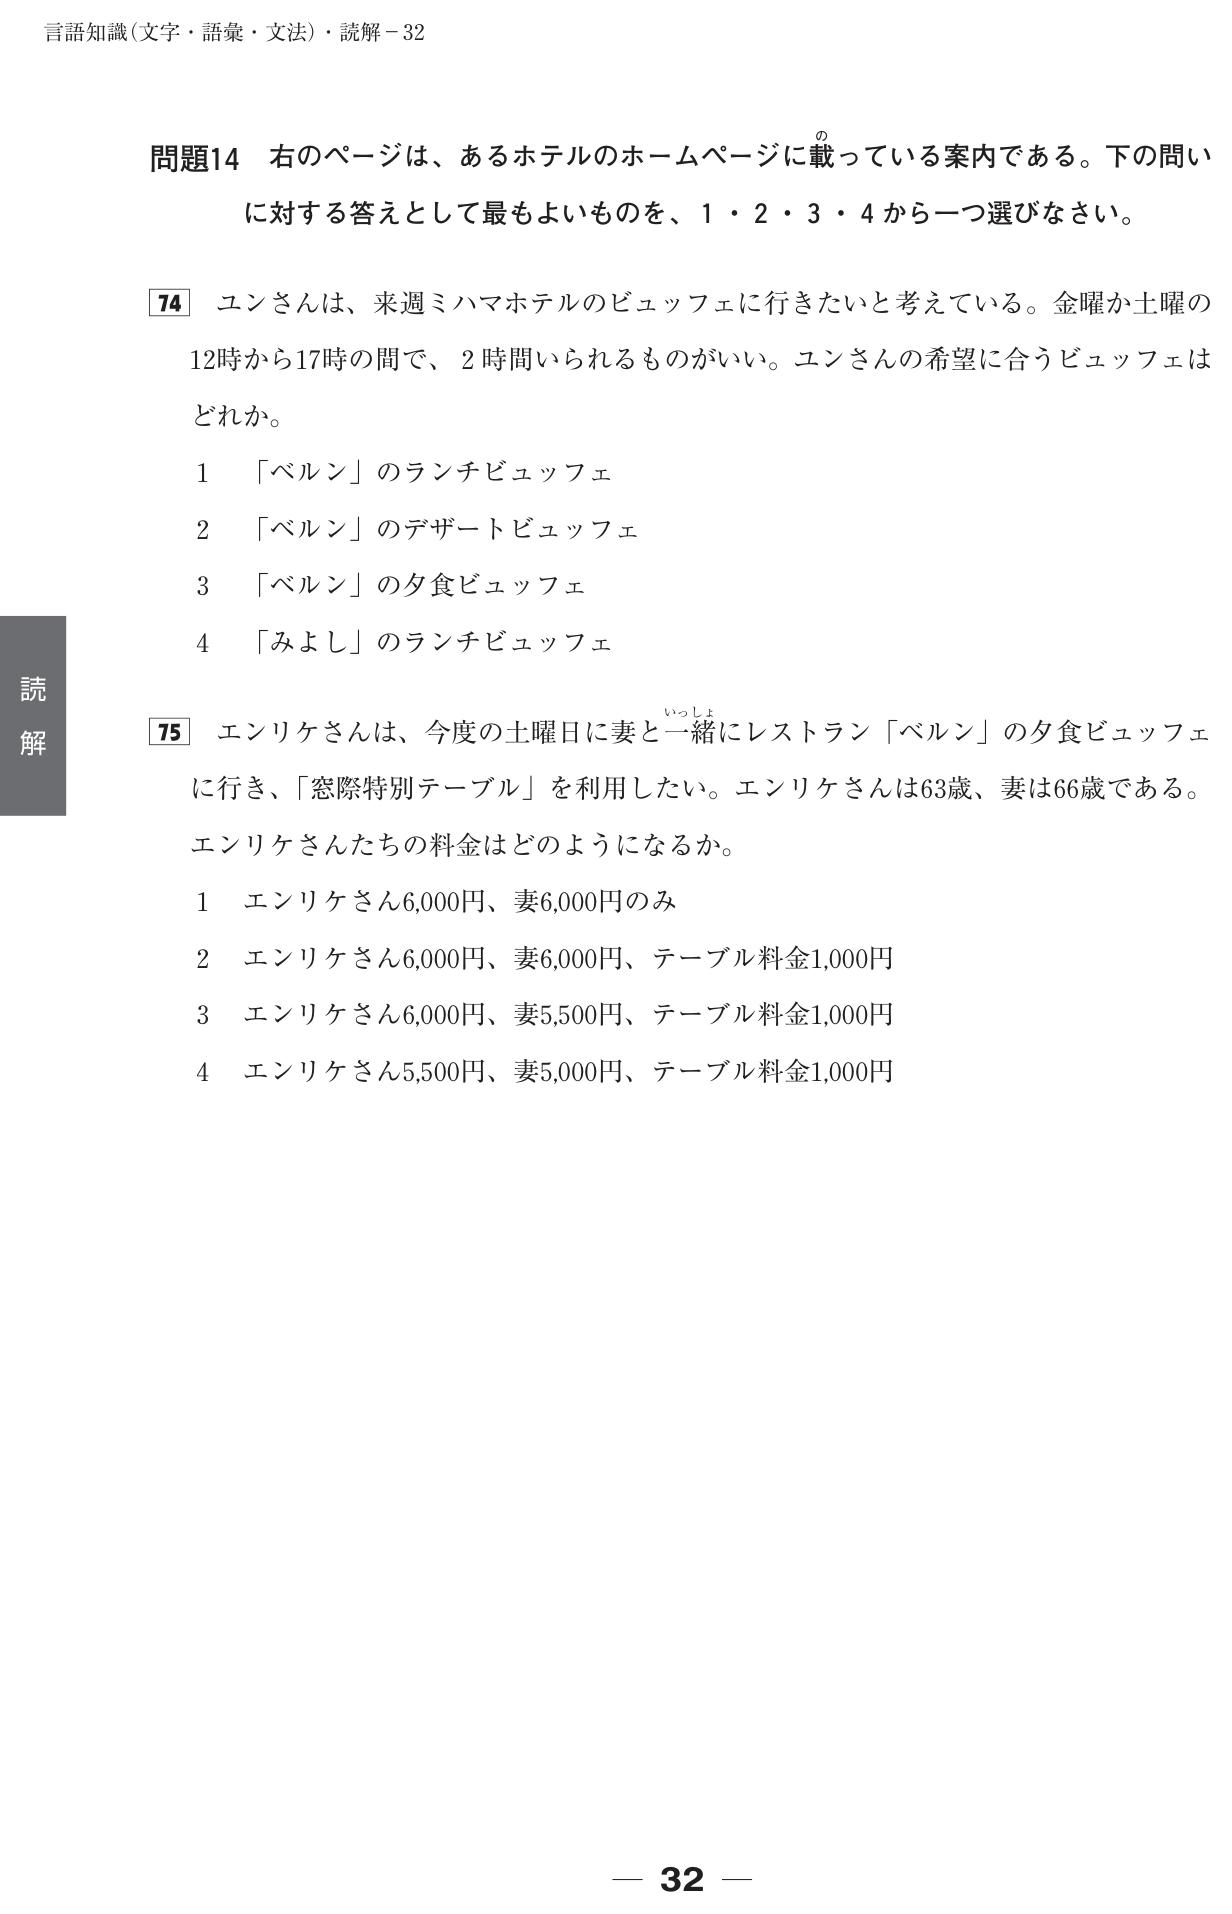 言語知識(文字・語彙・文法)・読解－32
問題14　右のページは、あるホテルのホームページに載っている案内である。下の問い
の
に対する答えとして最もよいものを、1・2・3・4から一つ選びなさい。
74　ユンさんは、来週ミハマホテルのビュッフェに行きたいと考えている。金曜か土曜の
12時から17時の間で、2時間いられるものがいい。ユンさんの希望に合うビュッフェは
どれか。
1　「ベルン」のランチビュッフェ
2　「ベルン」のデザートビュッフェ
3　「ベルン」の夕食ビュッフェ
4　「みよし」のランチビュッフェ
読解
75　エンリケさんは、今度の土曜日に妻と一緒にレストラン「ベルン」の夕食ビュッフェ
いっしょ
に行き、「窓際特別テーブル」を利用したい。エンリケさんは63歳、妻は66歳である。
エンリケさんたちの料金はどのようになるか。
1　エンリケさん6,000円、妻6,000円のみ
2　エンリケさん6,000円、妻6,000円、テーブル料金1,000円
3　エンリケさん6,000円、妻5,500円、テーブル料金1,000円
4　エンリケさん5,500円、妻5,000円、テーブル料金1,000円
— 32 —